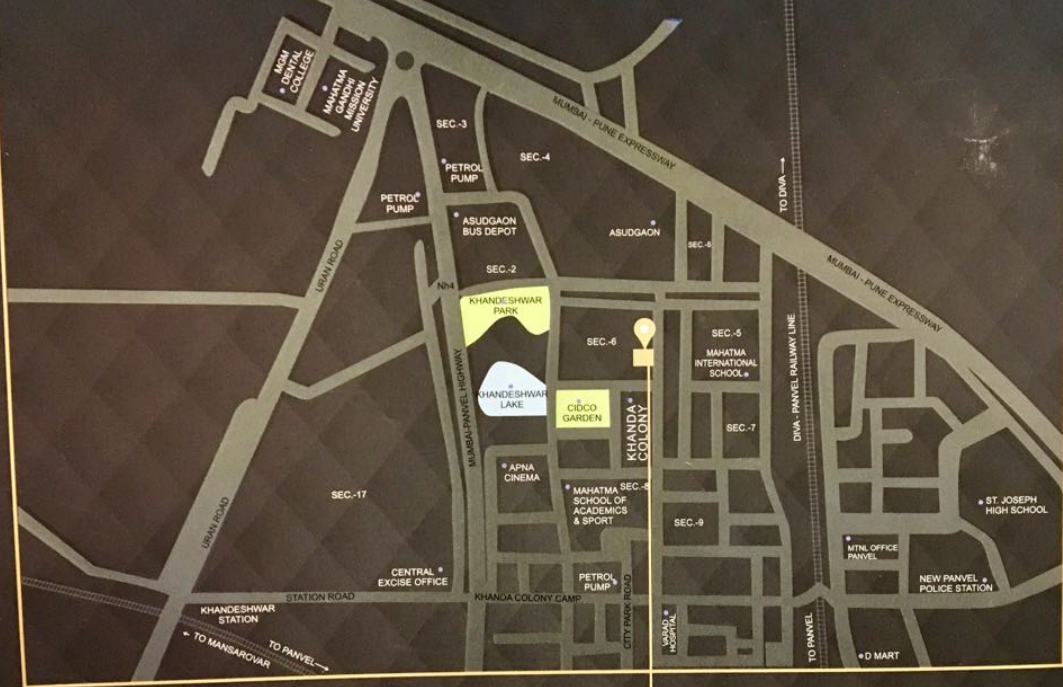 MGM
DENTAL
COLLEGE
MAHATMA
GANDHI
MISSION
UNIVERSITY
SEC.-3
PETROL
PUMP
PETROL
PUMP
SEC.-4
MUMBAI - PUNE EXPRESSWAY
TO DIVA →
ASUDGAON
BUS DEPOT
ASUDGAON
SEC.-5
URAN ROAD
SEC.-2
Nh4
KHANDESHWAR
PARK
MUMBAI - PUNE EXPRESSWAY
SEC.-6
SEC.-5
MAHATMA
INTERNATIONAL
SCHOOL
MUMBAI-PANVEL HIGHWAY
KHANDESHWAR
LAKE
CIDCO
GARDEN
KHANDA
COLONY
DIVA - PANVEL RAILWAY LINE
SEC.-7
APNA
CINEMA
SEC.-17
MAHATMA
SCHOOL OF
ACADEMICS
& SPORT
SEC.-8
SEC.-9
URAN ROAD
ST. JOSEPH
HIGH SCHOOL
MTNL OFFICE
PANVEL
CENTRAL
EXCISE OFFICE
PETROL
PUMP
NEW PANVEL
POLICE STATION
STATION ROAD
KHANDA COLONY CAMP
CITY PARK ROAD
KHANDESHWAR
STATION
← TO MANSAROVAR
TO PANVEL→
VARAD
HOSPITAL
TO PANVEL
D MART